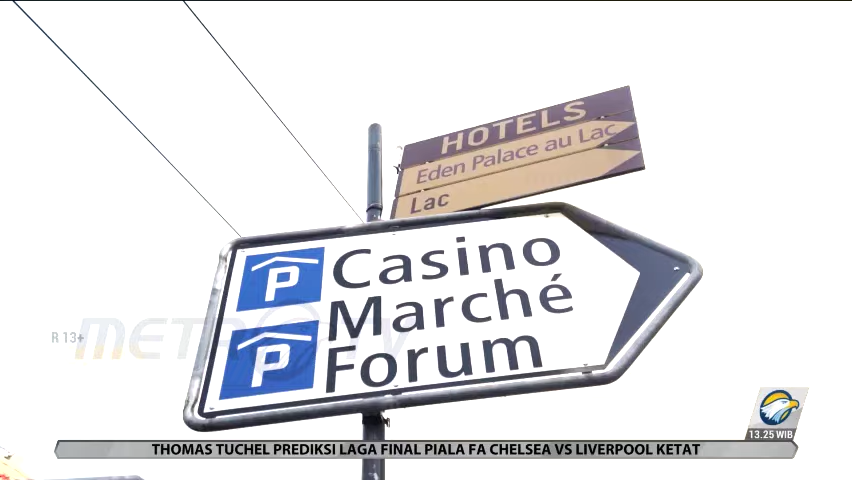 HOTELS
Eden Palace au Lac
Lac
P Casino
Marché
P Forum
R 13+
METRO TV
13.25 WIB
THOMAS TUCHEL PREDIKSI LAGA FINAL PIALA FA CHELSEA VS LIVERPOOL KETAT